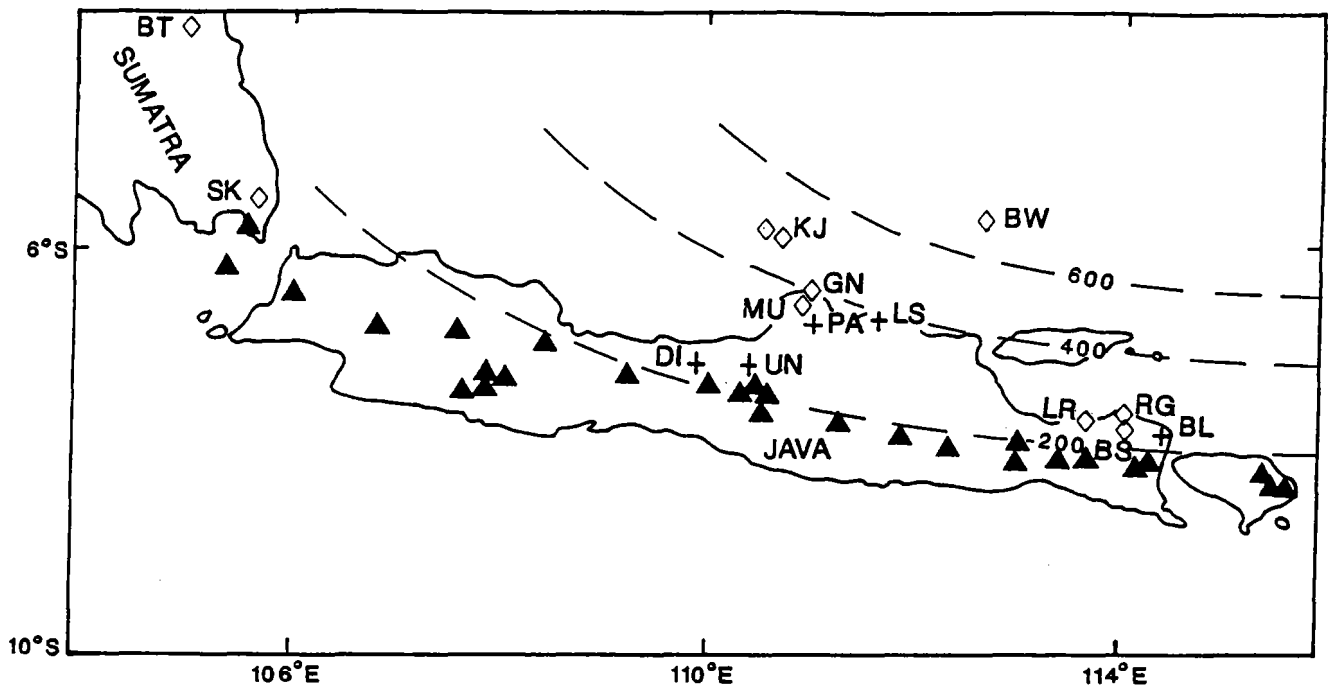 BT
SUMATRA
SK
6°S
KJ
BW
600
GN
MU
PA
LS
400
DI
UN
LR
RG
BL
200
BS
JAVA
10°S
106°E
110°E
114°E